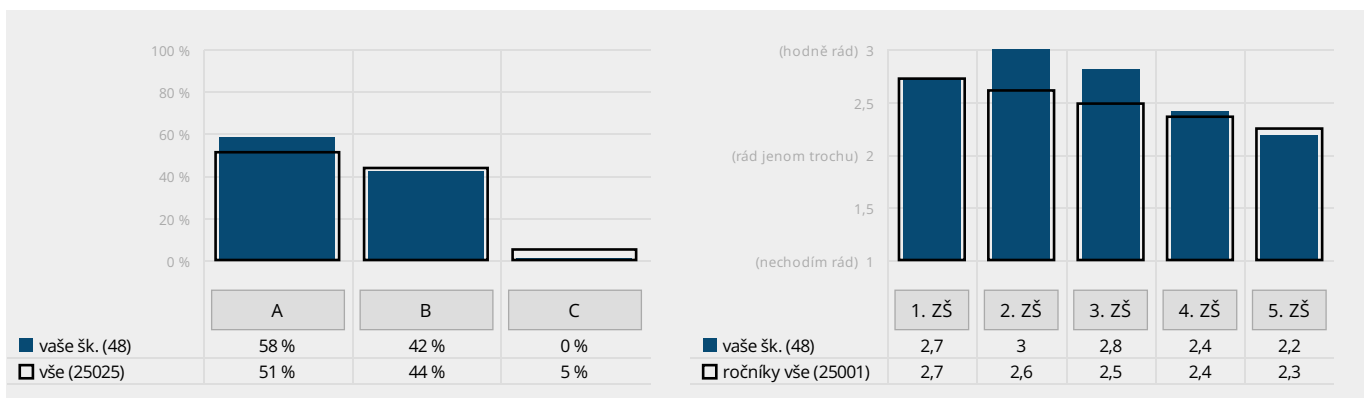 100 %
80 %
60 %
40 %
20 %
0 %
A B C
vaše šk. (48) 58 % 42 % 0 %
vše (25025) 51 % 44 % 5 %
(hodně rád) 3
2,5
(rád jenom trochu) 2
1,5
(nechodím rád) 1
1. ZŠ 2. ZŠ 3. ZŠ 4. ZŠ 5. ZŠ
vaše šk. (48) 2,7 3 2,8 2,4 2,2
ročníky vše (25001) 2,7 2,6 2,5 2,4 2,3